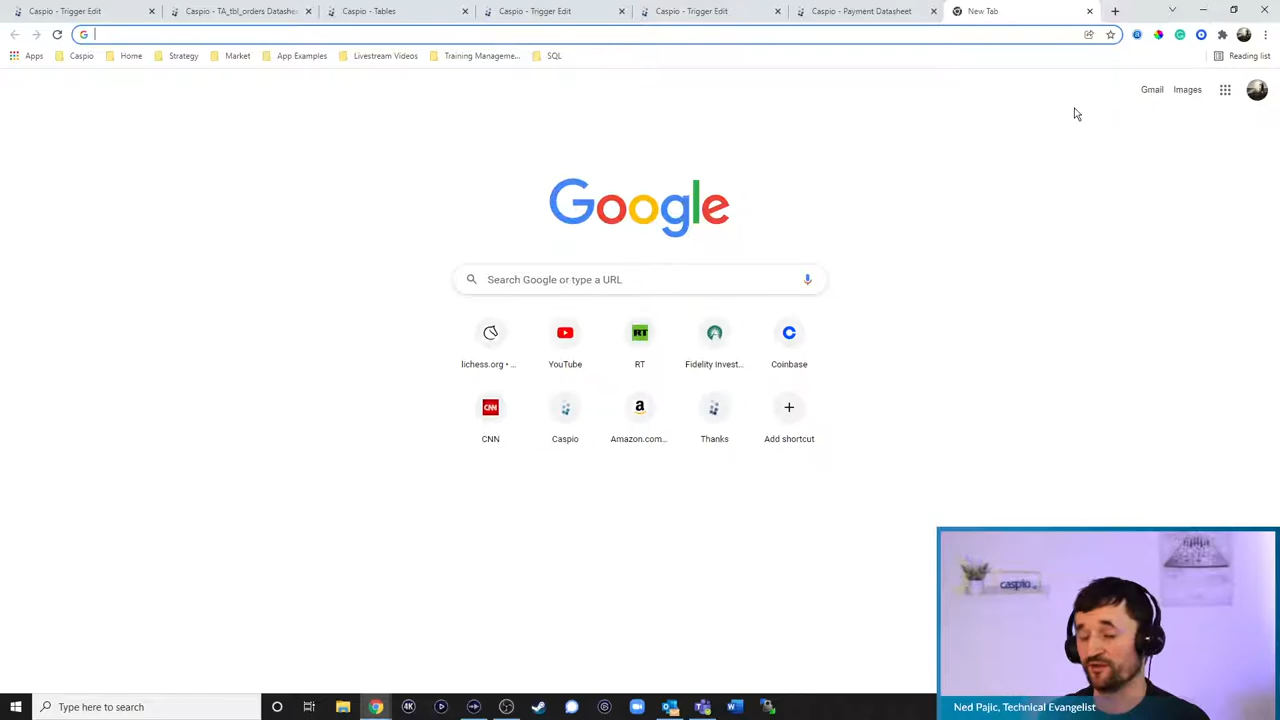 Caspio - Trigger Edit
Caspio - TA_tbl_orders Datashe
Caspio - Tables
Caspio - Trigger Edit
Caspio - Trigger Edit
Caspio - Payment Datasheet
New Tab
Apps
Caspio
Home
Strategy
Market
App Examples
Livestream Videos
Training Manageme...
SQL
Reading list
Gmail
Images
Google
Search Google or type a URL
lichess.org • ...
YouTube
RT
Fidelity Invest...
Coinbase
CNN
Caspio
Amazon.com...
Thanks
Add shortcut
caspio
Ned Pajic, Technical Evangelist
Type here to search